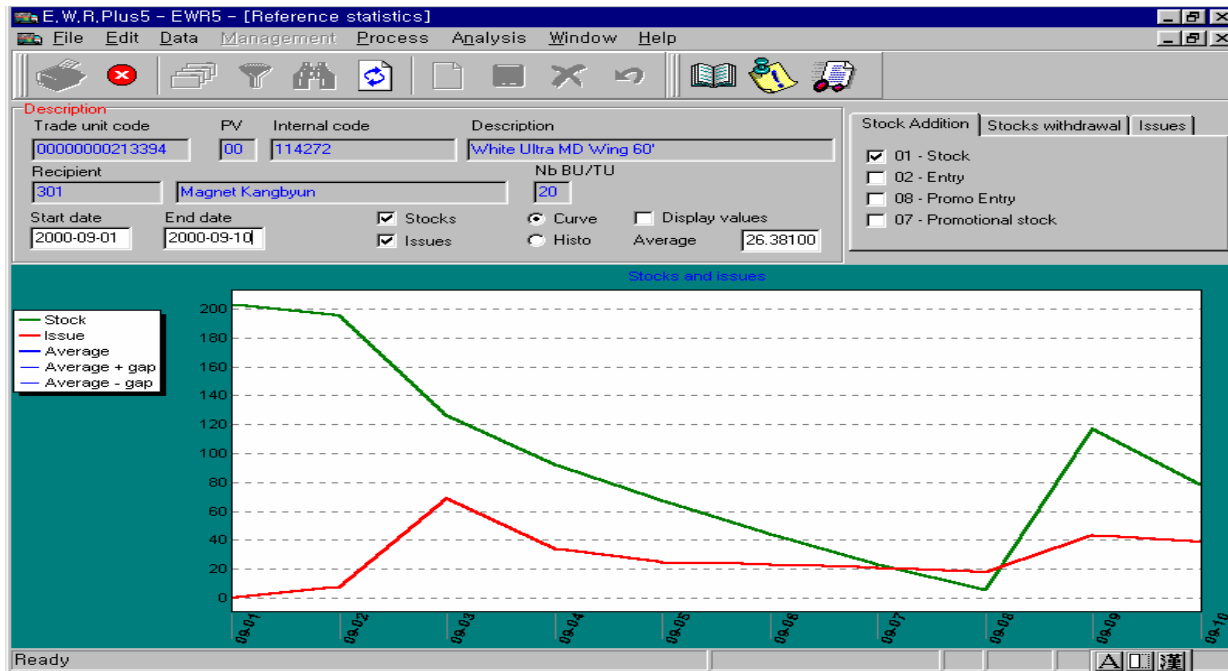 E,W,R,Plus5 - EWR5 - [Reference statistics]
File Edit Data Management Process Analysis Window Help
Description
Trade unit code PV Internal code Description
00000000213394 00 114272 White Ultra MD Wing 60'
Recipient Nb BU/TU
301 Magnet Kangbyun 20
Start date End date Stocks Curve Display values
2000-09-01 2000-09-10 Issues Histo Average 26.38100
Stock Addition Stocks withdrawal Issues
01 - Stock
02 - Entry
08 - Promo Entry
07 - Promotional stock
Stocks and issues
Stock
Issue
Average
Average + gap
Average - gap
200
180
160
140
120
100
80
60
40
20
0
09-01 09-02 09-03 09-04 09-05 09-06 09-07 09-08 09-09 09-10
Ready
A 漢